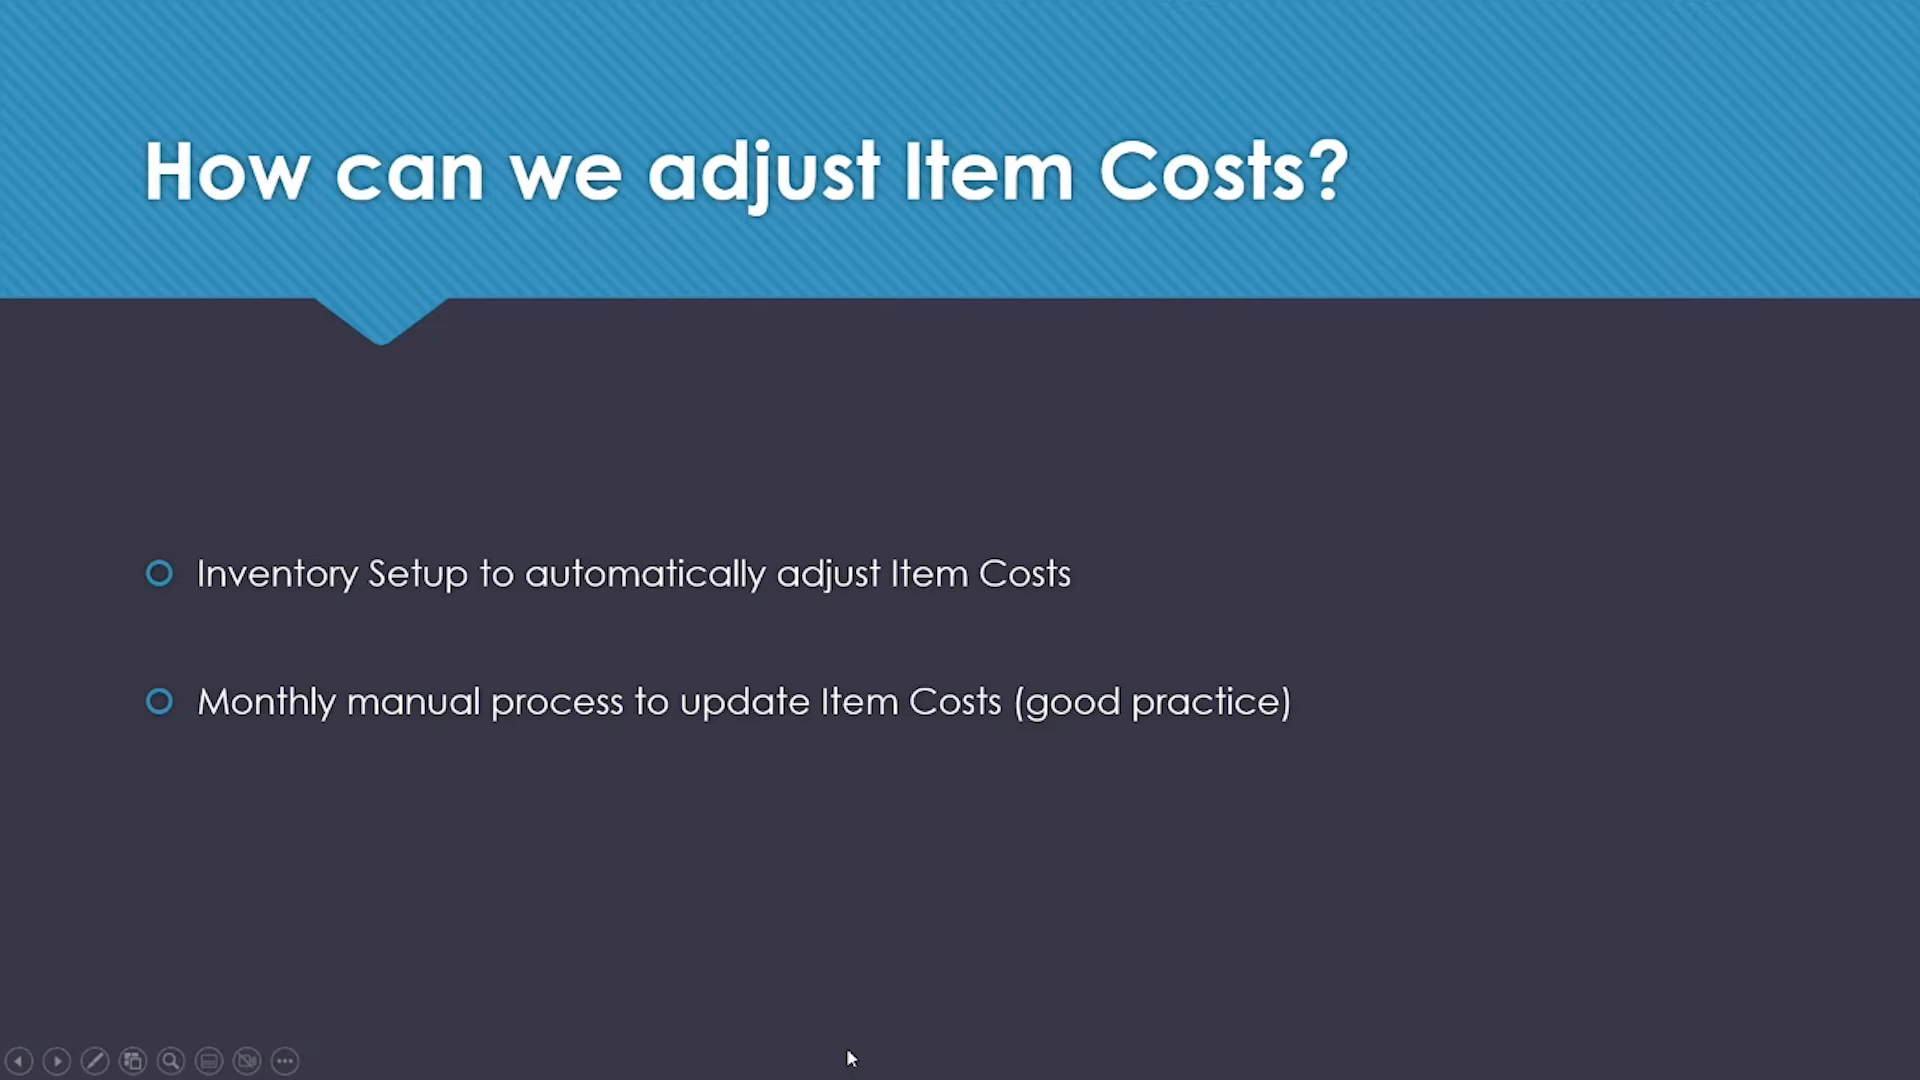 How can we adjust Item Costs?
Inventory Setup to automatically adjust Item Costs
Monthly manual process to update Item Costs (good practice)